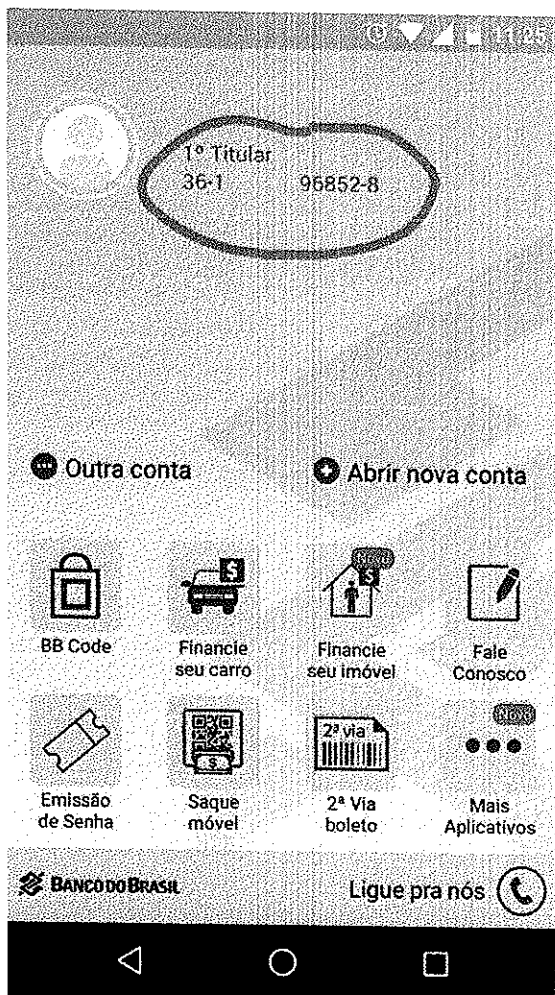 11:25
1º Titular
36-1 96852-8
Outra conta
Abrir nova conta
Novo
$
$
BB Code
Financie
seu carro
Financie
seu imóvel
Fale
Conosco
2ª via
Novo
$
Emissão
de Senha
Saque
móvel
2ª Via
boleto
Mais
Aplicativos
BANCO DO BRASIL
Ligue pra nós